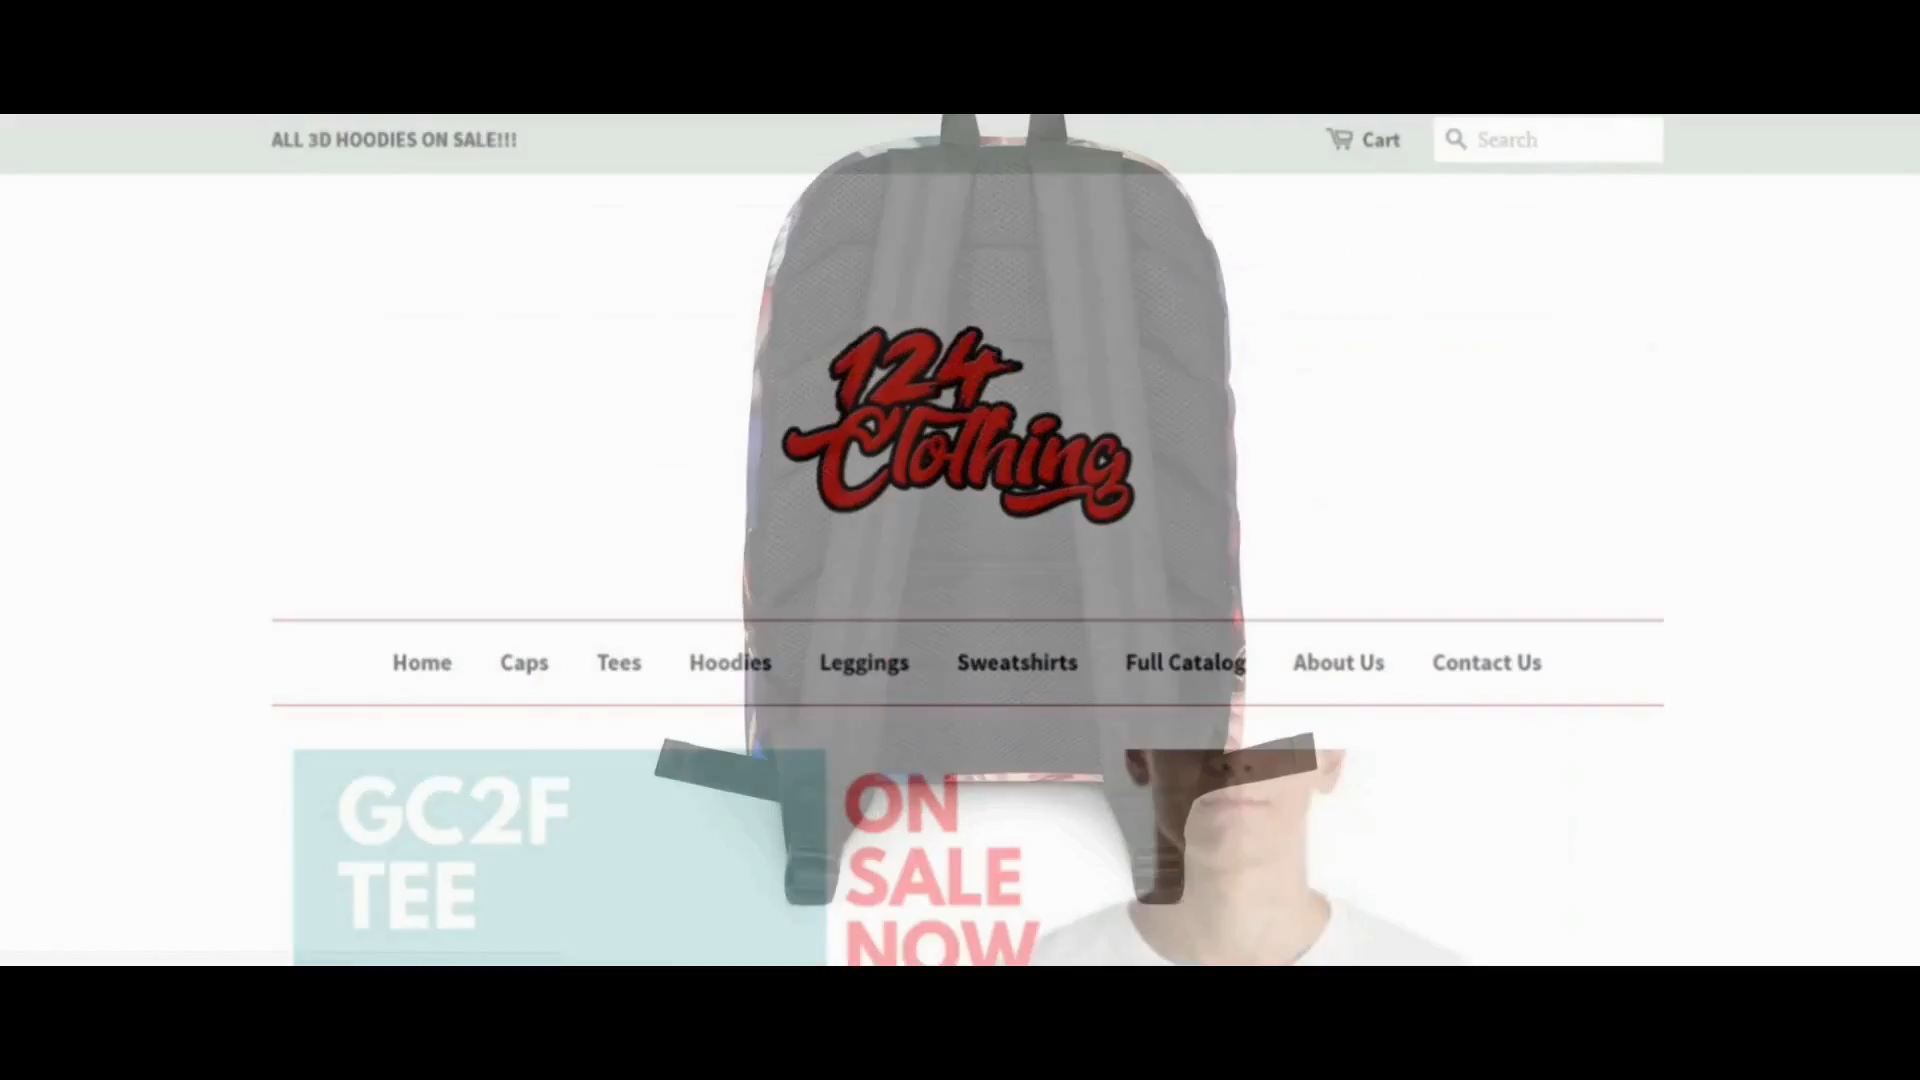 ALL 3D HOODIES ON SALE!!!
Cart
Search
124
Clothing
Home Caps Tees Hoodies Leggings Sweatshirts Full Catalog About Us Contact Us
GC2F
TEE
ON
SALE
NOW